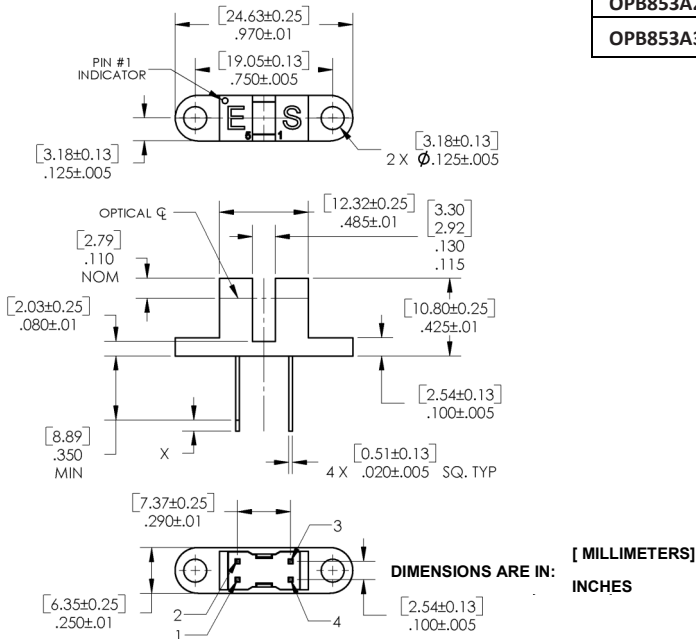 OPB853A2
OPB853A3
[24.63±0.25]
.970±.01
PIN #1
INDICATOR
[19.05±0.13]
.750±.005
E S
5 1
[3.18±0.13]
.125±.005
[3.18±0.13]
2 X Ø.125±.005
OPTICAL ℄
[12.32±0.25]
.485±.01
[3.30
2.92]
.130
.115
[2.79]
.110
NOM
[2.03±0.25]
.080±.01
[10.80±0.25]
.425±.01
[2.54±0.13]
.100±.005
[8.89]
.350
MIN
X
[0.51±0.13]
4 X .020±.005 SQ. TYP
[7.37±0.25]
.290±.01
3
[ MILLIMETERS]
DIMENSIONS ARE IN:
INCHES
[6.35±0.25]
.250±.01
2
1
4
[2.54±0.13]
.100±.005